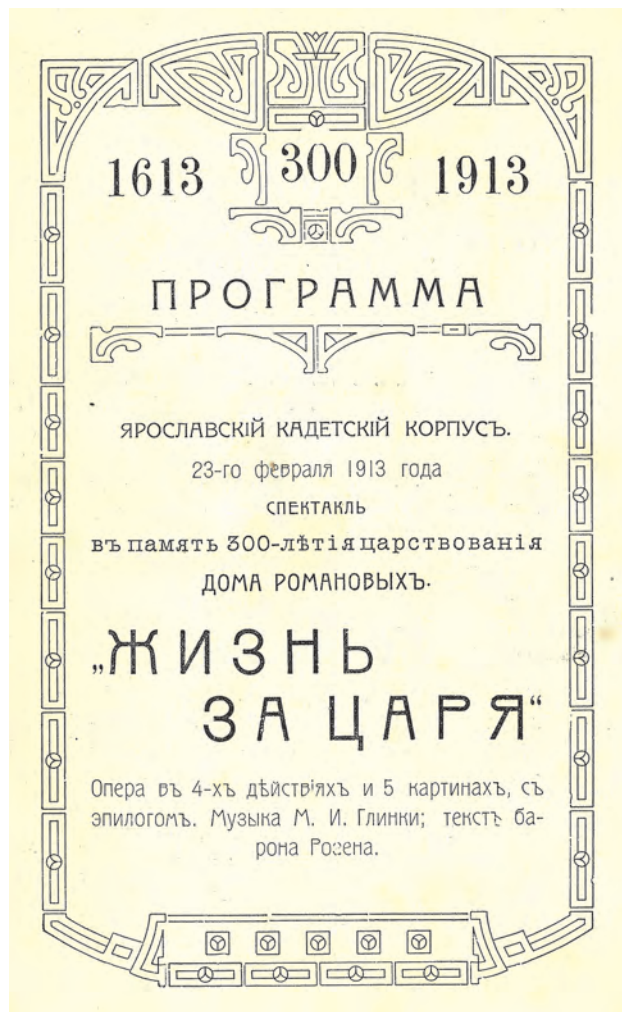 1613 300 1913
ПРОГРАММА
ЯРОСЛАВСКІЙ КАДЕТСКІЙ КОРПУСЪ.
23-го февраля 1913 года
СПЕКТАКЛЬ
въ память 300-лѣтія царствованія
ДОМА РОМАНОВЫХЪ.
„ЖИЗНЬ
ЗА ЦАРЯ“
Опера въ 4-хъ дѣйствіяхъ и 5 картинахъ, съ
эпилогомъ. Музыка М. И. Глинки; текстъ ба-
рона Розена.